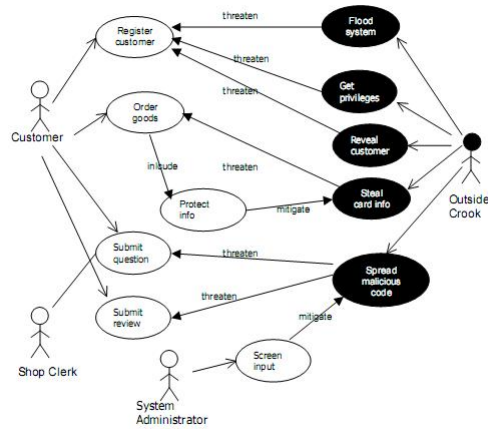 threaten
Flood
system
Register
customer
threaten
Get
privileges
Order
goods
threaten
Customer
Reveal
customer
inlcude
threaten
Steal
card info
Outside
Crook
Protect
info
mitigate
Submit
question
threaten
Spread
malicious
code
threaten
Submit
review
mitigate
Shop Clerk
Screen
input
System
Administrator